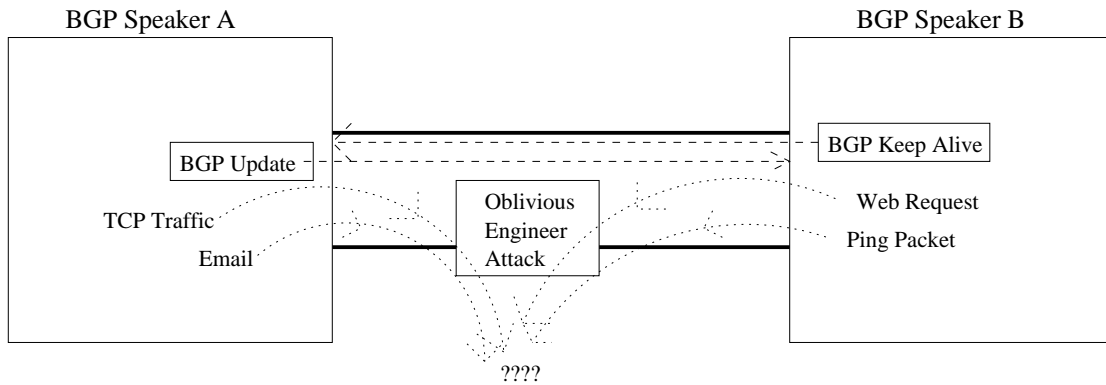 BGP Speaker A
BGP Speaker B
BGP Update
BGP Keep Alive
TCP Traffic
Email
Oblivious
Engineer
Attack
Web Request
Ping Packet
????